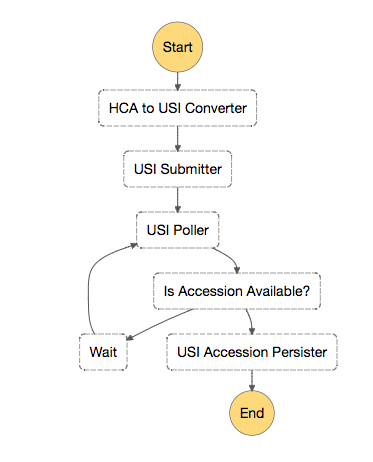 Start
HCA to USI Converter
USI Submitter
USI Poller
Is Accession Available?
Wait
USI Accession Persister
End